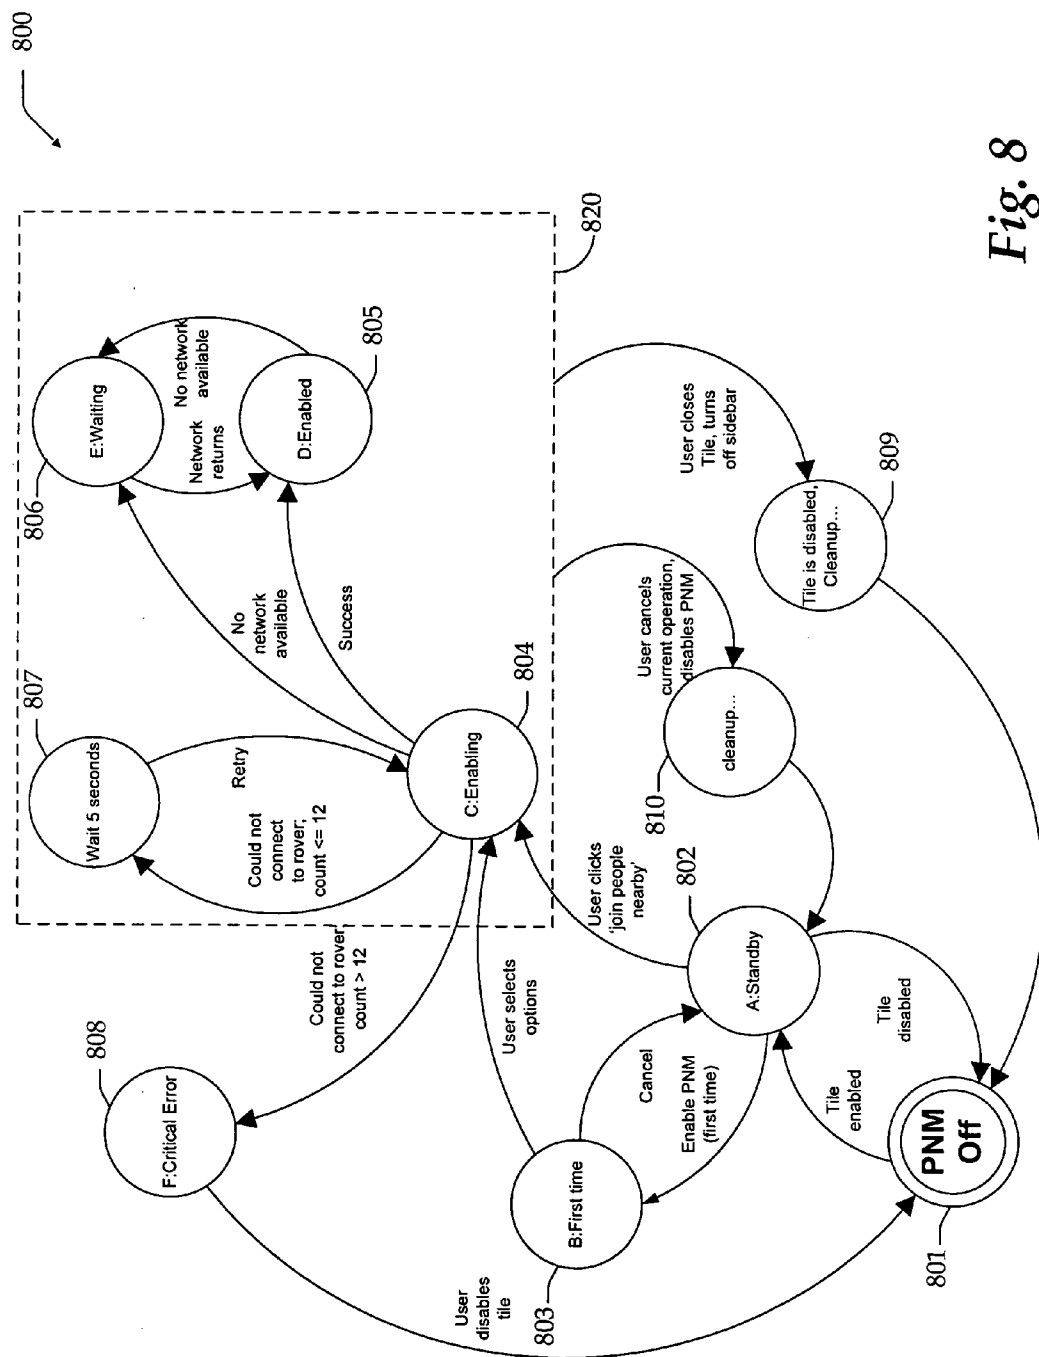 800
E:Waiting
806
No network
available
Network
returns
D:Enabled
805
820
807
Wait 5 seconds
Retry
Could not
connect
to rover;
count <= 12
No
network
available
Success
C:Enabling
804
User closes
Tile, turns
off sidebar
809
Tile is disabled,
Cleanup...
User cancels
current operation,
disables PNM
810
cleanup...
808
F:Critical Error
Could not
connect to rover
count > 12
User selects
options
User clicks
'join people
nearby'
802
A:Standby
Cancel
Enable PNM
(first time)
B:First time
803
User
disables
tile
Tile
enabled
Tile
disabled
PNM
Off
801
Fig. 8